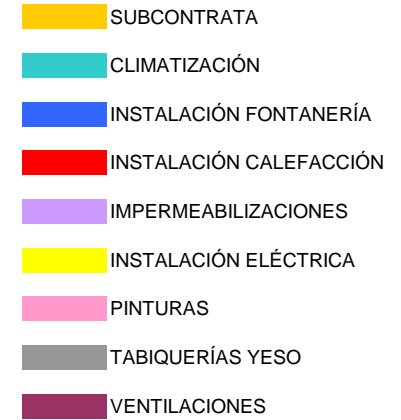 SUBCONTRATA
CLIMATIZACIÓN
INSTALACIÓN FONTANERÍA
INSTALACIÓN CALEFACCIÓN
IMPERMEABILIZACIONES
INSTALACIÓN ELÉCTRICA
PINTURAS
TABIQUERÍAS YESO
VENTILACIONES